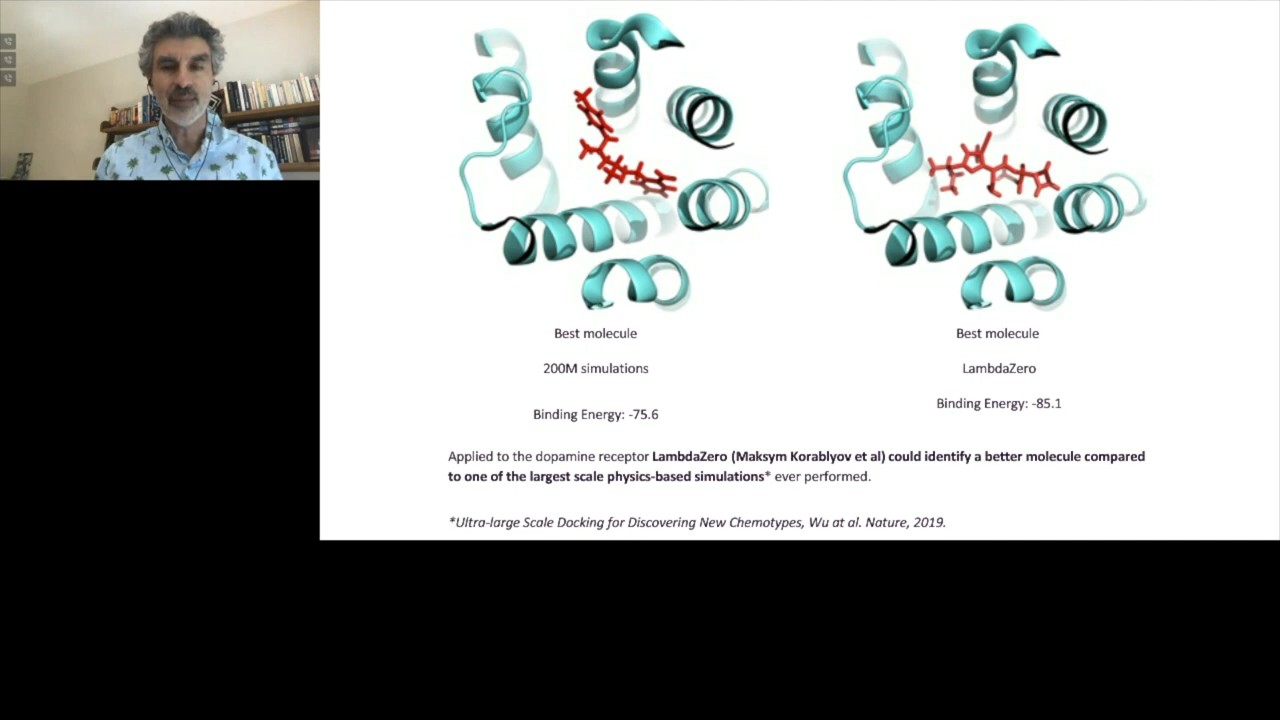 Best molecule
200M simulations
Binding Energy: -75.6
Best molecule
LambdaZero
Binding Energy: -85.1
Applied to the dopamine receptor LambdaZero (Maksym Korablyov et al) could identify a better molecule compared
to one of the largest scale physics-based simulations* ever performed.
*Ultra-large Scale Docking for Discovering New Chemotypes, Wu at al. Nature, 2019.